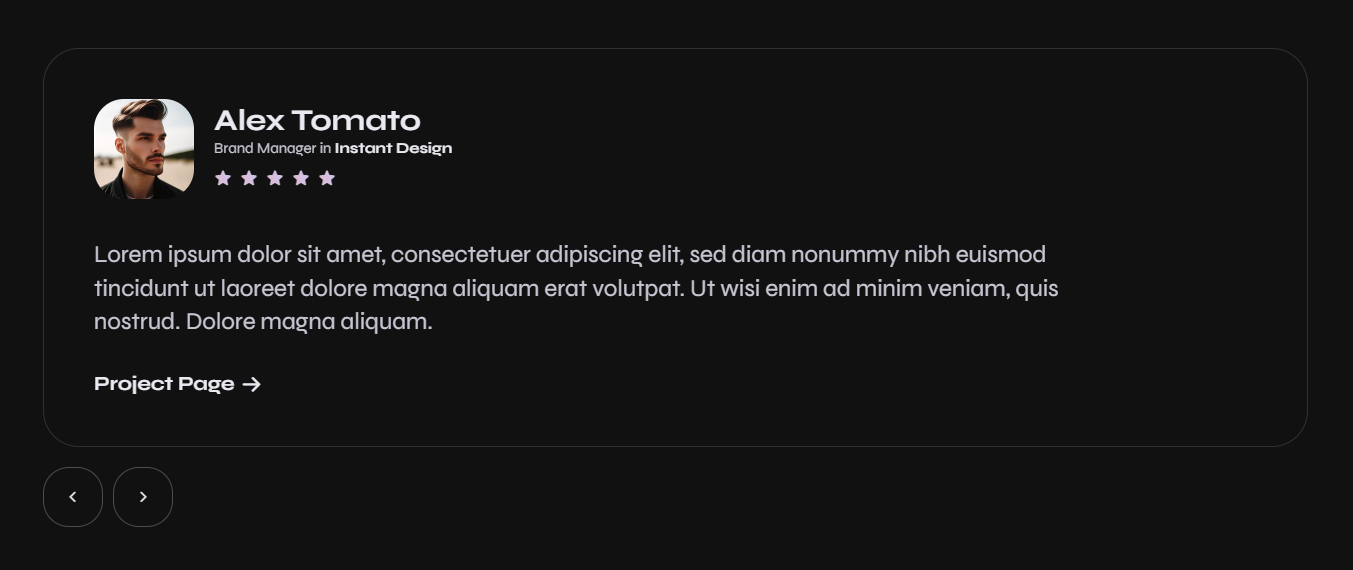 Alex Tomato
Brand Manager in Instant Design
Lorem ipsum dolor sit amet, consectetuer adipiscing elit, sed diam nonummy nibh euismod
tincidunt ut laoreet dolore magna aliquam erat volutpat. Ut wisi enim ad minim veniam, quis
nostrud. Dolore magna aliquam.
Project Page →